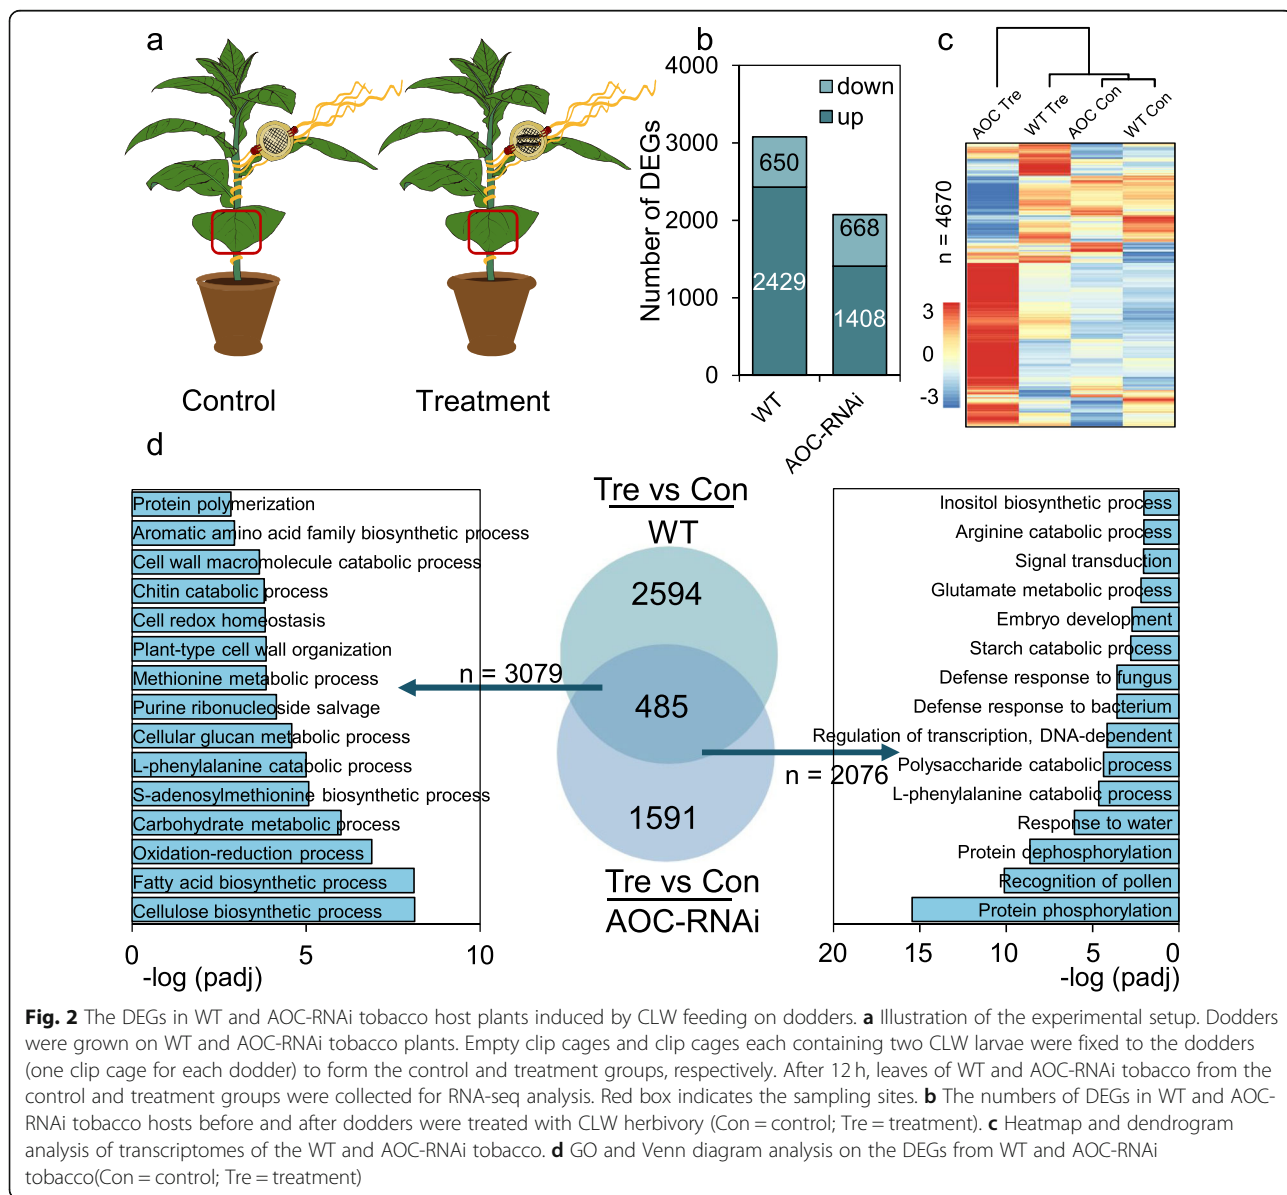 a
Control
Treatment
b
4000
3000
2000
1000
0
Number of DEGs
down
up
650
2429
668
1408
WT
AOC-RNAi
c
AOC Tre
WT Tre
AOC Con
WT Con
n = 4670
3
0
-3
d
Protein polymerization
Aromatic amino acid family biosynthetic process
Cell wall macromolecule catabolic process
Chitin catabolic process
Cell redox homeostasis
Plant-type cell wall organization
Methionine metabolic process
Purine ribonucleoside salvage
Cellular glucan metabolic process
L-phenylalanine catabolic process
S-adenosylmethionine biosynthetic process
Carbohydrate metabolic process
Oxidation-reduction process
Fatty acid biosynthetic process
Cellulose biosynthetic process
0 5 10
-log (padj)
Tre vs Con
WT
2594
n = 3079
485
n = 2076
1591
Tre vs Con
AOC-RNAi
Inositol biosynthetic process
Arginine catabolic process
Signal transduction
Glutamate metabolic process
Embryo development
Starch catabolic process
Defense response to fungus
Defense response to bacterium
Regulation of transcription, DNA-dependent
Polysaccharide catabolic process
L-phenylalanine catabolic process
Response to water
Protein dephosphorylation
Recognition of pollen
Protein phosphorylation
20 15 10 5 0
-log (padj)
Fig. 2 The DEGs in WT and AOC-RNAi tobacco host plants induced by CLW feeding on dodders. a Illustration of the experimental setup. Dodders
were grown on WT and AOC-RNAi tobacco plants. Empty clip cages and clip cages each containing two CLW larvae were fixed to the dodders
(one clip cage for each dodder) to form the control and treatment groups, respectively. After 12 h, leaves of WT and AOC-RNAi tobacco from the
control and treatment groups were collected for RNA-seq analysis. Red box indicates the sampling sites. b The numbers of DEGs in WT and AOC-
RNAi tobacco hosts before and after dodders were treated with CLW herbivory (Con = control; Tre = treatment). c Heatmap and dendrogram
analysis of transcriptomes of the WT and AOC-RNAi tobacco. d GO and Venn diagram analysis on the DEGs from WT and AOC-RNAi
tobacco(Con = control; Tre = treatment)